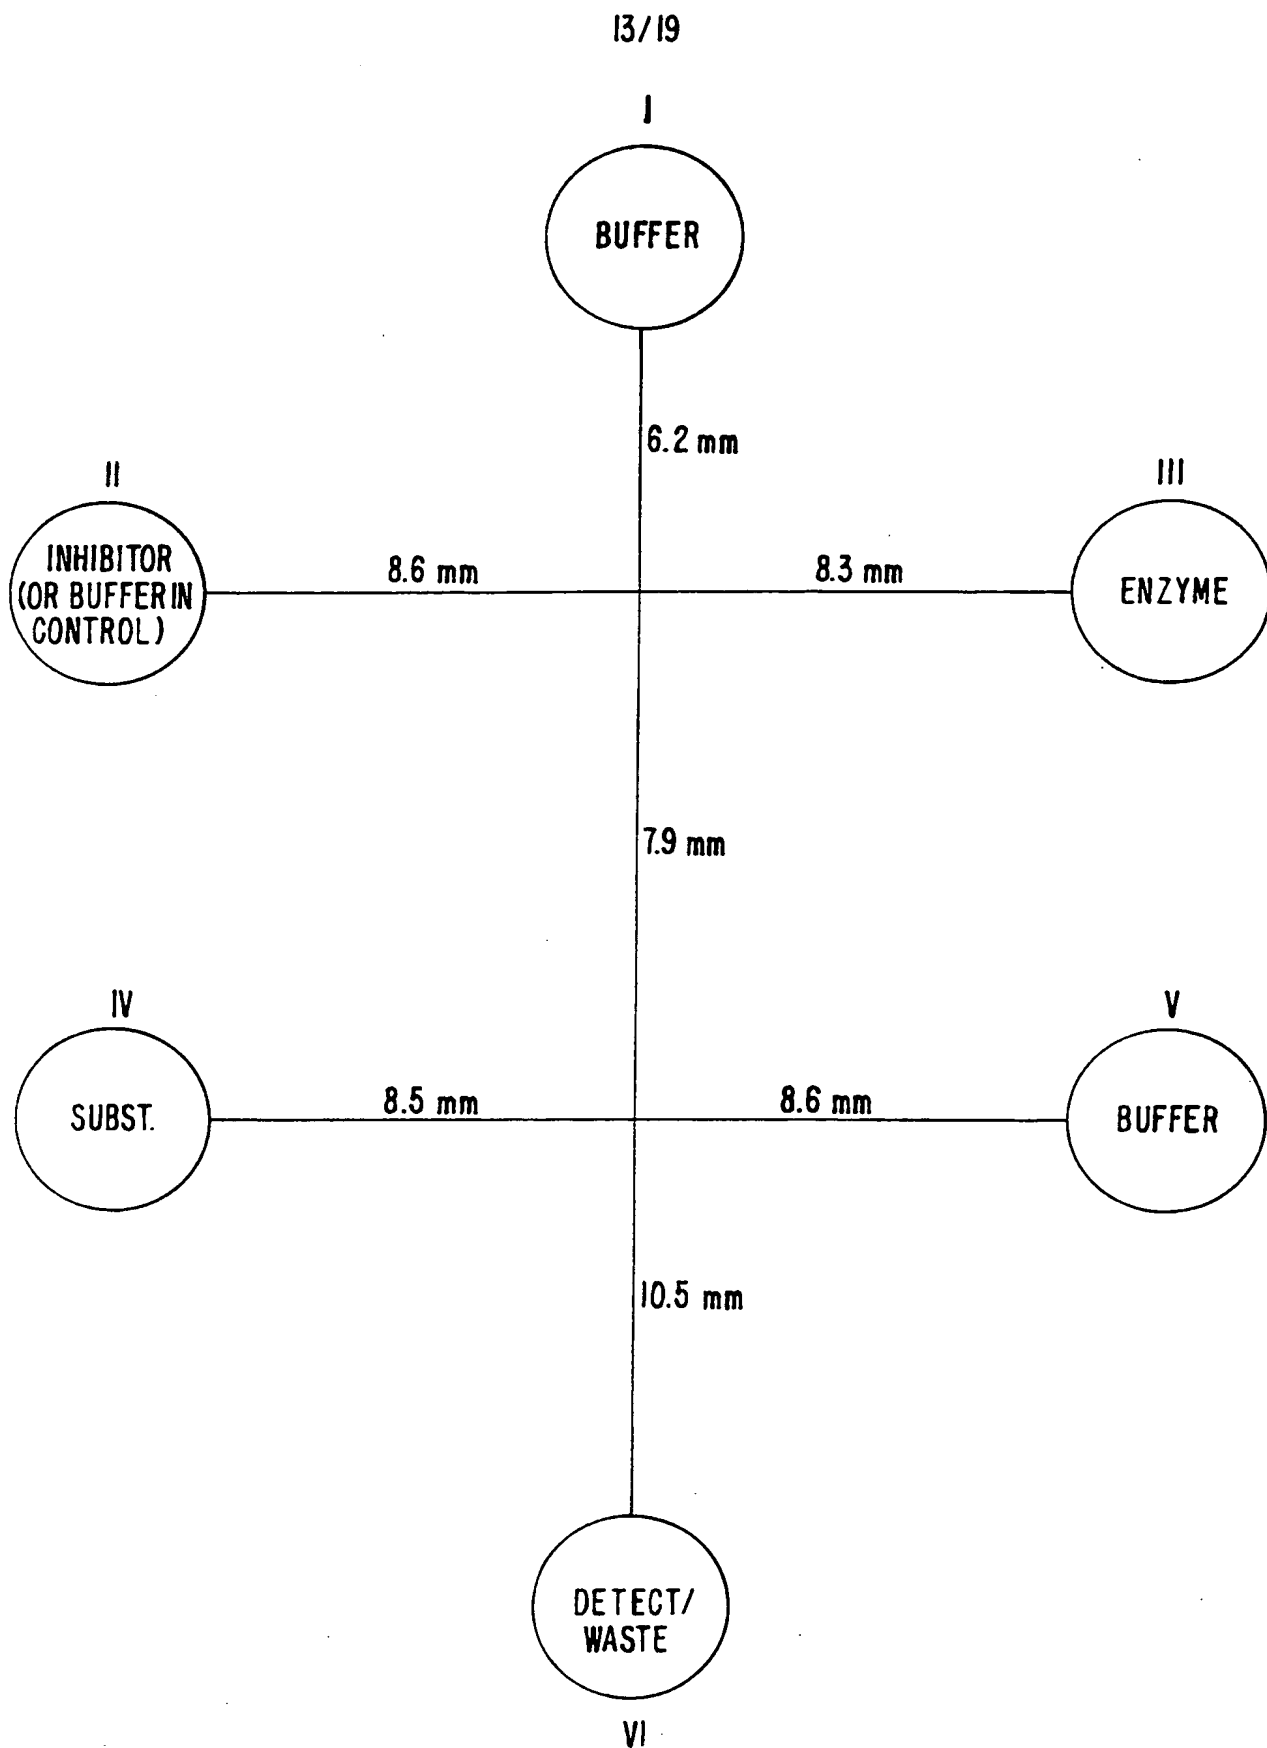 13/19
I
BUFFER
6.2 mm
II
III
INHIBITOR
(OR BUFFER IN
CONTROL)
8.6 mm
8.3 mm
ENZYME
7.9 mm
IV
V
SUBST.
8.5 mm
8.6 mm
BUFFER
10.5 mm
DETECT/
WASTE
VI